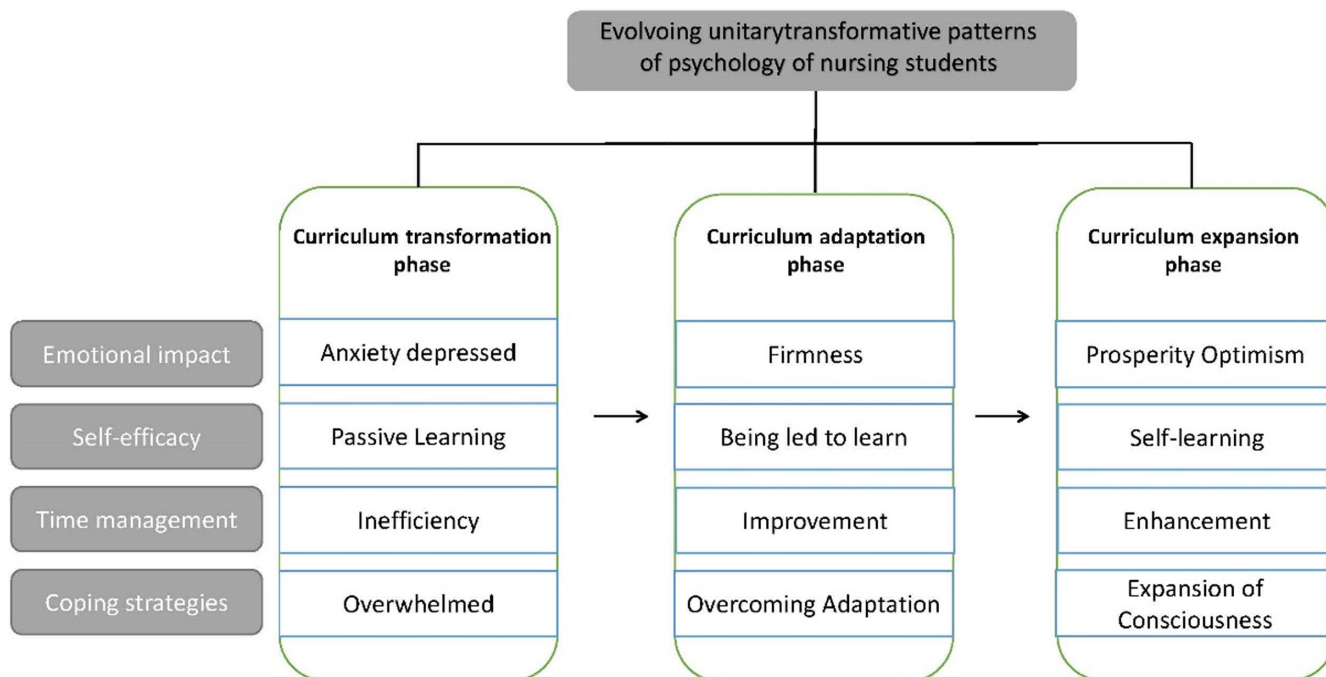 Evolvoing unitarytransformative patterns
of psychology of nursing students
Curriculum transformation
phase
Curriculum adaptation
phase
Curriculum expansion
phase
Emotional impact
Anxiety depressed
Firmness
Prosperity Optimism
Self-efficacy
Passive Learning
Being led to learn
Self-learning
Time management
Inefficiency
Improvement
Enhancement
Coping strategies
Overwhelmed
Overcoming Adaptation
Expansion of
Consciousness